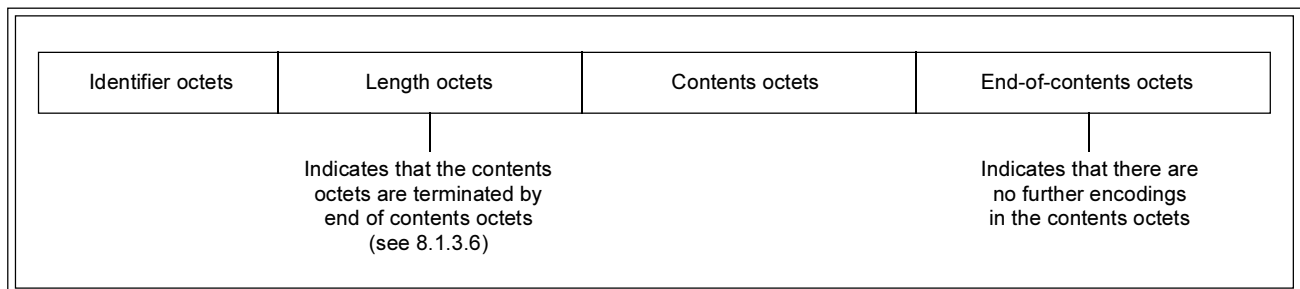 Identifier octets
Length octets
Contents octets
End-of-contents octets
Indicates that the contents
octets are terminated by
end of contents octets
(see 8.1.3.6)
Indicates that there are
no further encodings
in the contents octets